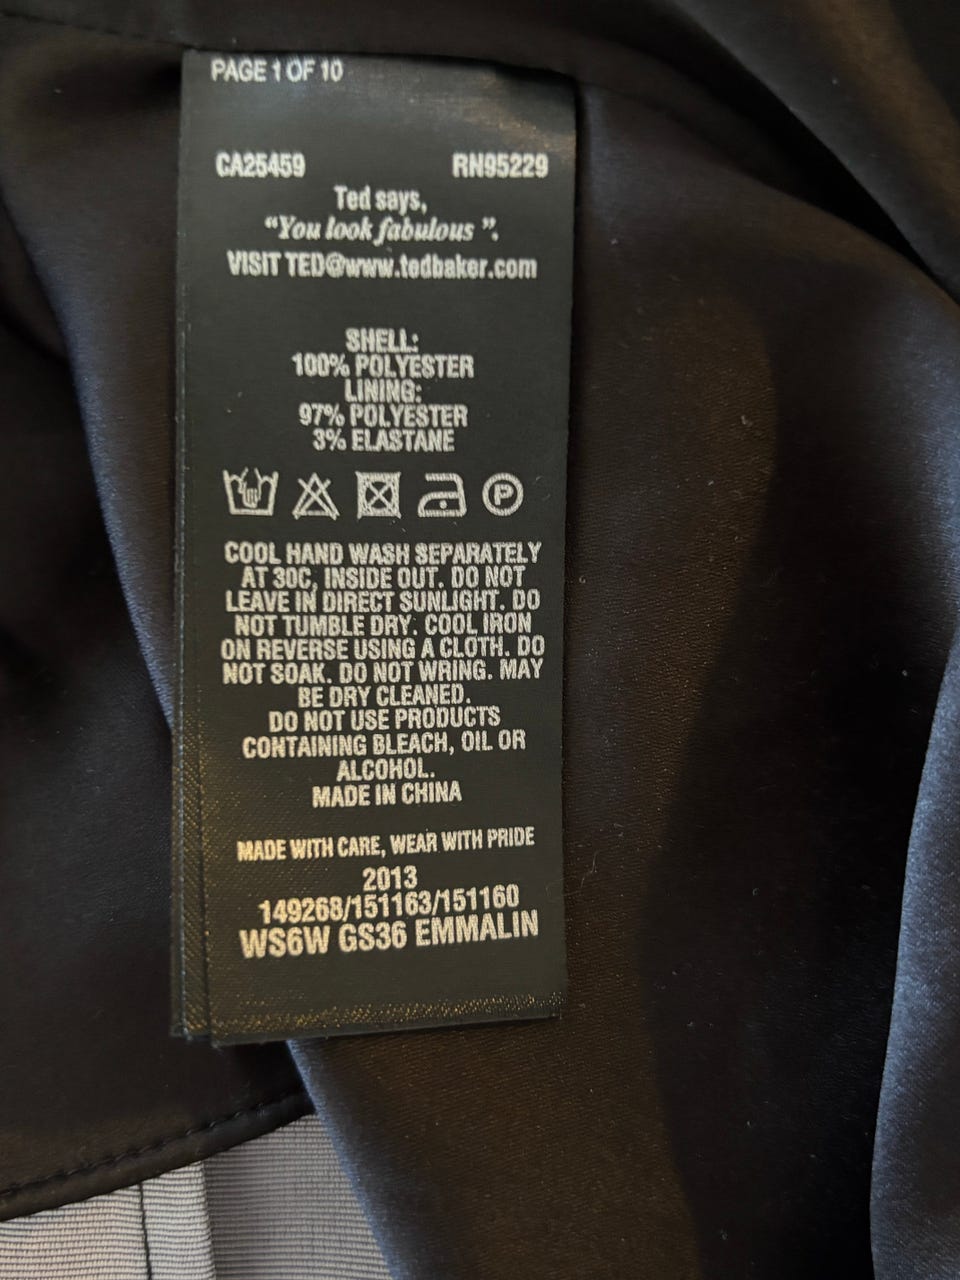 PAGE 1 OF 10
CA25459 RN95229
Ted says,
“You look fabulous ”.
VISIT TED@www.tedbaker.com
SHELL:
100% POLYESTER
LINING:
97% POLYESTER
3% ELASTANE
P
COOL HAND WASH SEPARATELY
AT 30C, INSIDE OUT. DO NOT
LEAVE IN DIRECT SUNLIGHT. DO
NOT TUMBLE DRY. COOL IRON
ON REVERSE USING A CLOTH. DO
NOT SOAK. DO NOT WRING. MAY
BE DRY CLEANED.
DO NOT USE PRODUCTS
CONTAINING BLEACH, OIL OR
ALCOHOL.
MADE IN CHINA
MADE WITH CARE, WEAR WITH PRIDE
2013
149268/151163/151160
WS6W GS36 EMMALIN